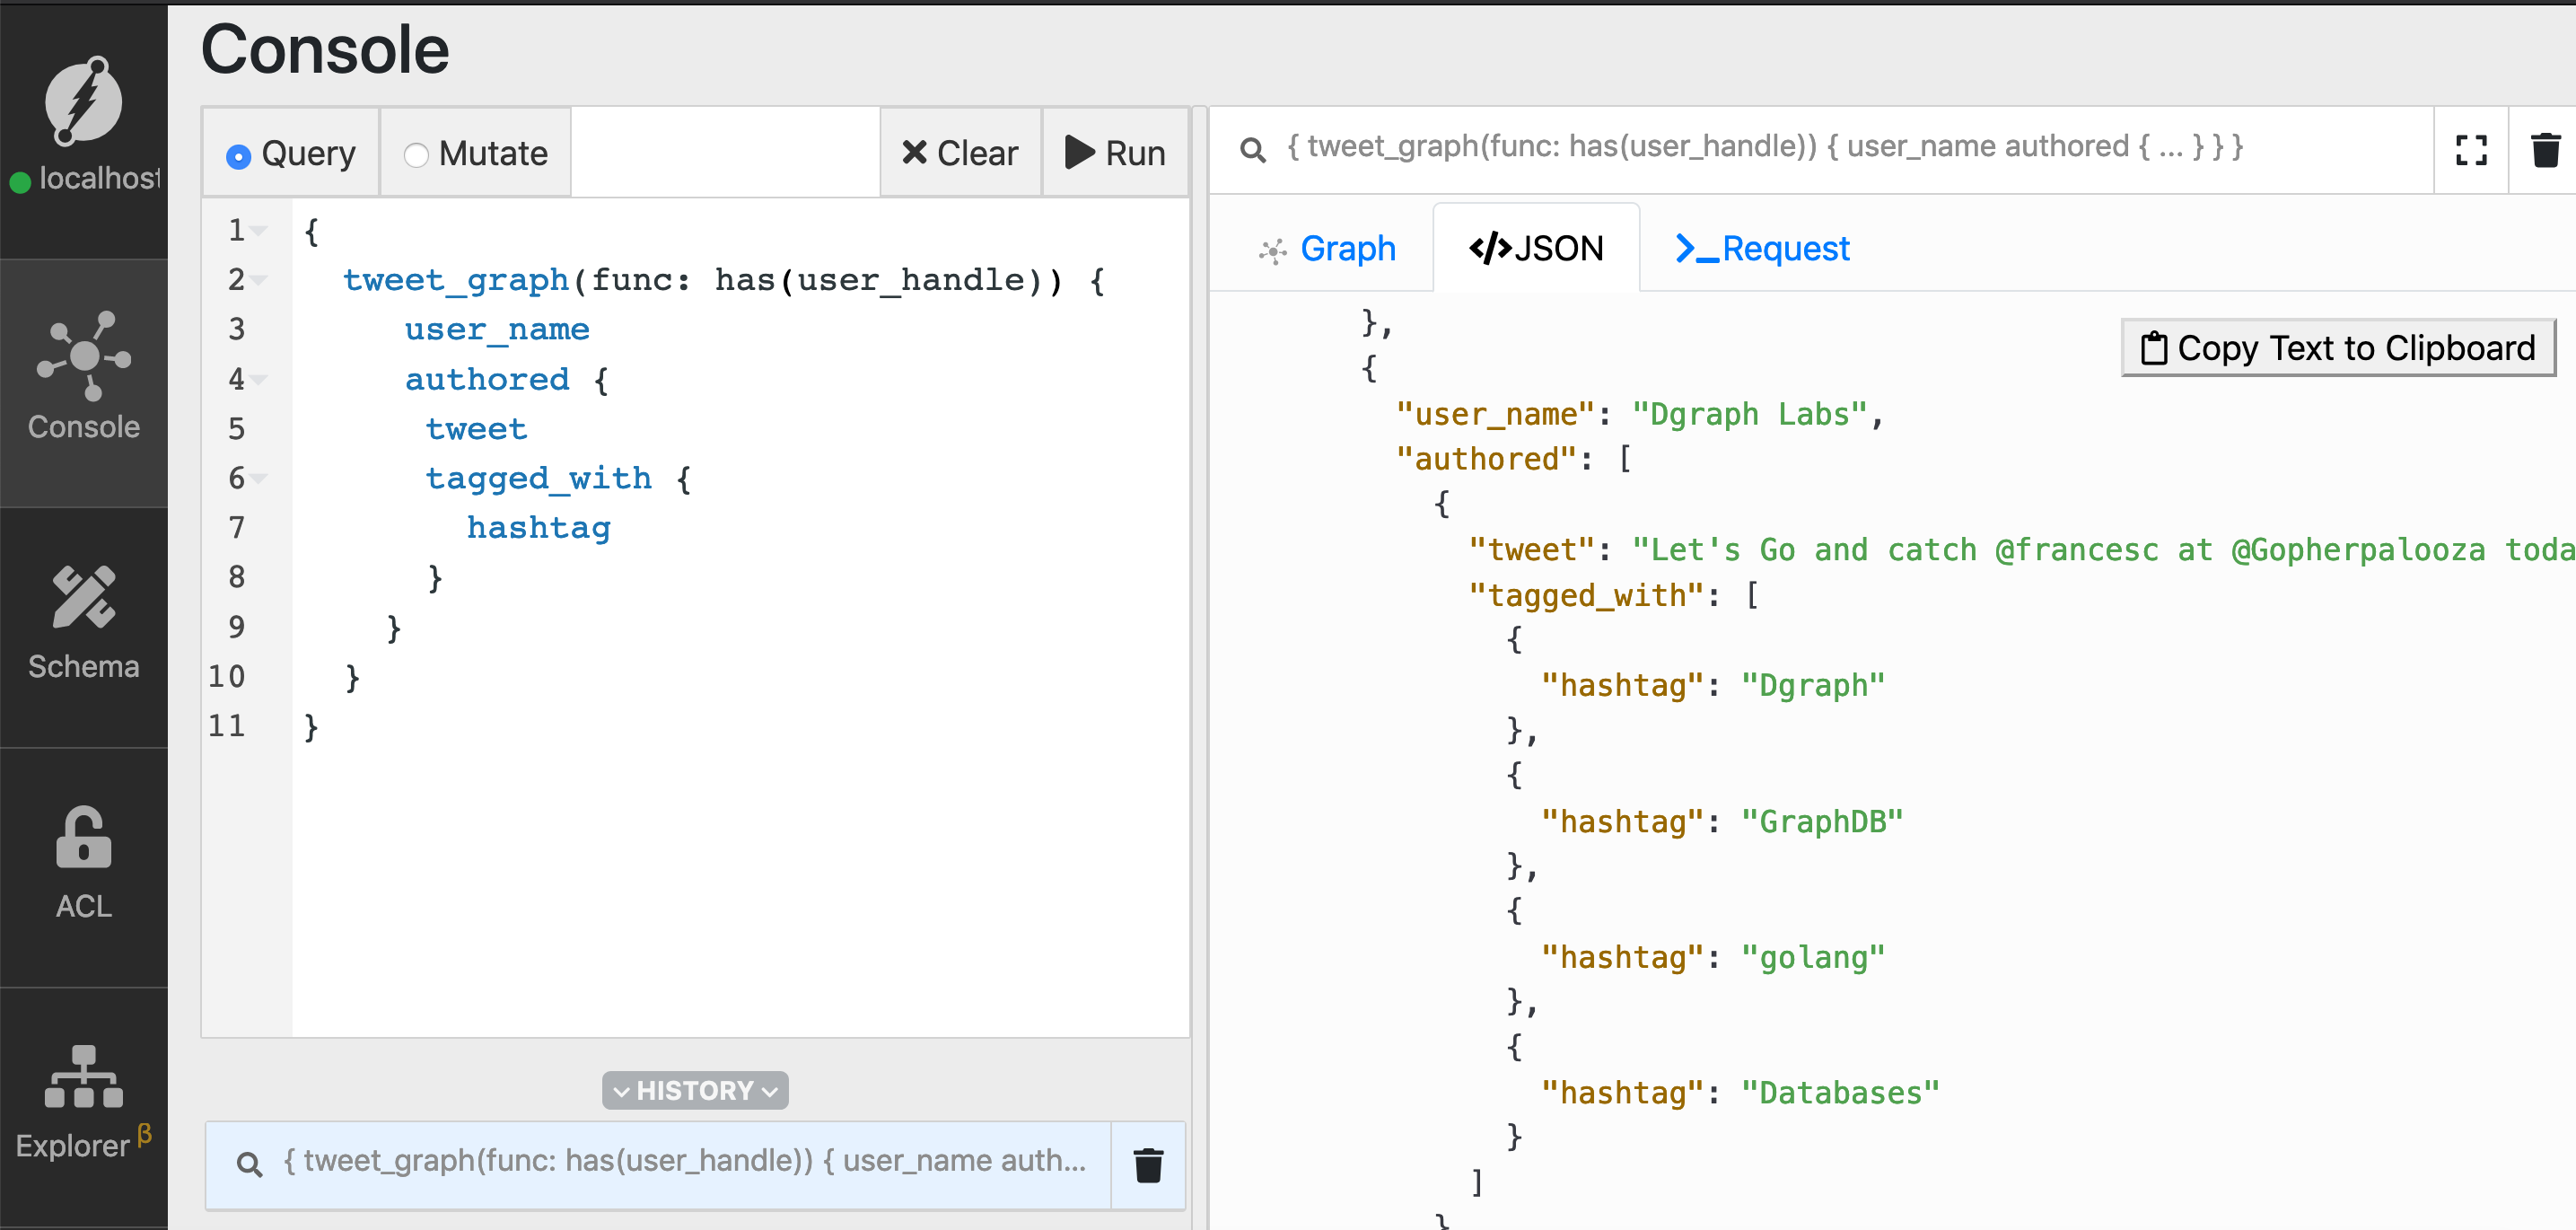 Console
localhost
Console
Schema
ACL
Explorer β
Query Mutate Clear Run
1 {
2 tweet_graph(func: has(user_handle)) {
3 user_name
4 authored {
5 tweet
6 tagged_with {
7 hashtag
8 }
9 }
10 }
11 }
HISTORY
{ tweet_graph(func: has(user_handle)) { user_name auth...
{ tweet_graph(func: has(user_handle)) { user_name authored { ... } } }
Graph </>JSON >_Request
Copy Text to Clipboard
},
{
"user_name": "Dgraph Labs",
"authored": [
{
"tweet": "Let's Go and catch @francesc at @Gopherpalooza toda
"tagged_with": [
{
"hashtag": "Dgraph"
},
{
"hashtag": "GraphDB"
},
{
"hashtag": "golang"
},
{
"hashtag": "Databases"
}
]
}